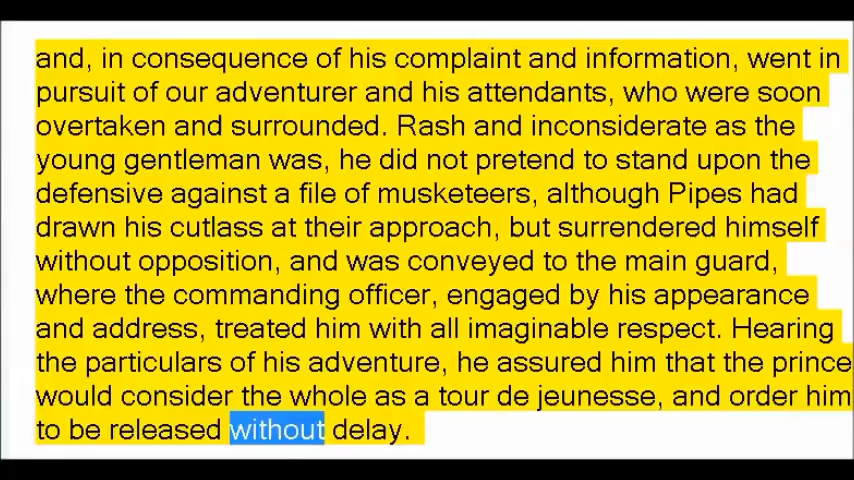 and, in consequence of his complaint and information, went in
pursuit of our adventurer and his attendants, who were soon
overtaken and surrounded. Rash and inconsiderate as the
young gentleman was, he did not pretend to stand upon the
defensive against a file of musketeers, although Pipes had
drawn his cutlass at their approach, but surrendered himself
without opposition, and was conveyed to the main guard,
where the commanding officer, engaged by his appearance
and address, treated him with all imaginable respect. Hearing
the particulars of his adventure, he assured him that the prince
would consider the whole as a tour de jeunesse, and order him
to be released without delay.